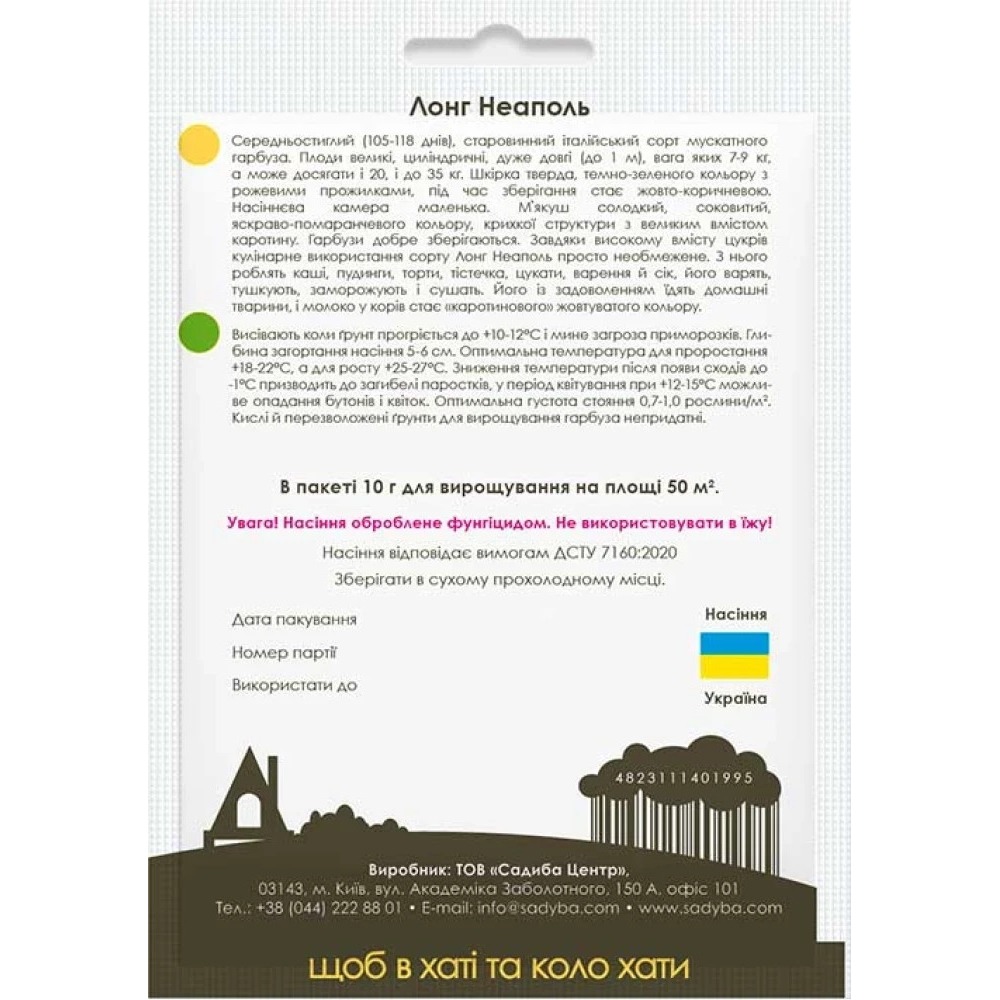 Лонг Неаполь
Середньостиглий (105-118 днів), старовинний італійський сорт мускатного
гарбуза. Плоди великі, циліндричні, дуже довгі (до 1 м), вага яких 7-9 кг,
а може досягати і 20, і до 35 кг. Шкірка тверда, темно-зеленого кольору з
рожевими прожилками, під час зберігання стає жовто-коричневою.
Насіннєва камера маленька. М'якуш солодкий, соковитий,
яскраво-помаранчевого кольору, крихкої структури з великим вмістом
каротину. Гарбузи добре зберігаються. Завдяки високому вмісту цукрів
кулінарне використання сорту Лонг Неаполь просто необмежене. З нього
роблять каші, пудинги, торти, тістечка, цукати, варення й сік, його варять,
тушкують, заморожують і сушать. Його із задоволенням їдять домашні
тварини, і молоко у корів стає «каротинового» жовтуватого кольору.
Висівають коли ґрунт прогріється до +10-12°С і мине загроза приморозків. Гли-
бина загортання насіння 5-6 см. Оптимальна температура для проростання
+18-22°С, а для росту +25-27°С. Зниження температури після появи сходів до
-1°С призводить до загибелі паростків, у період квітування при +12-15°С можли-
ве опадання бутонів і квіток. Оптимальна густота стояння 0,7-1,0 рослини/м².
Кислі й перезволожені ґрунти для вирощування гарбуза непридатні.
В пакеті 10 г для вирощування на площі 50 м².
Увага! Насіння оброблене фунгіцидом. Не використовувати в їжу!
Насіння відповідає вимогам ДСТУ 7160:2020
Зберігати в сухому прохолодному місці.
Дата пакування
Номер партії
Використати до
Насіння
Україна
4823111401995
Виробник: ТОВ «Садиба Центр»,
03143, м. Київ, вул. Академіка Заболотного, 150 А, офіс 101
Тел.: +38 (044) 222 88 01 • E-mail: info@sadyba.com • www.sadyba.com
щоб в хаті та коло хати